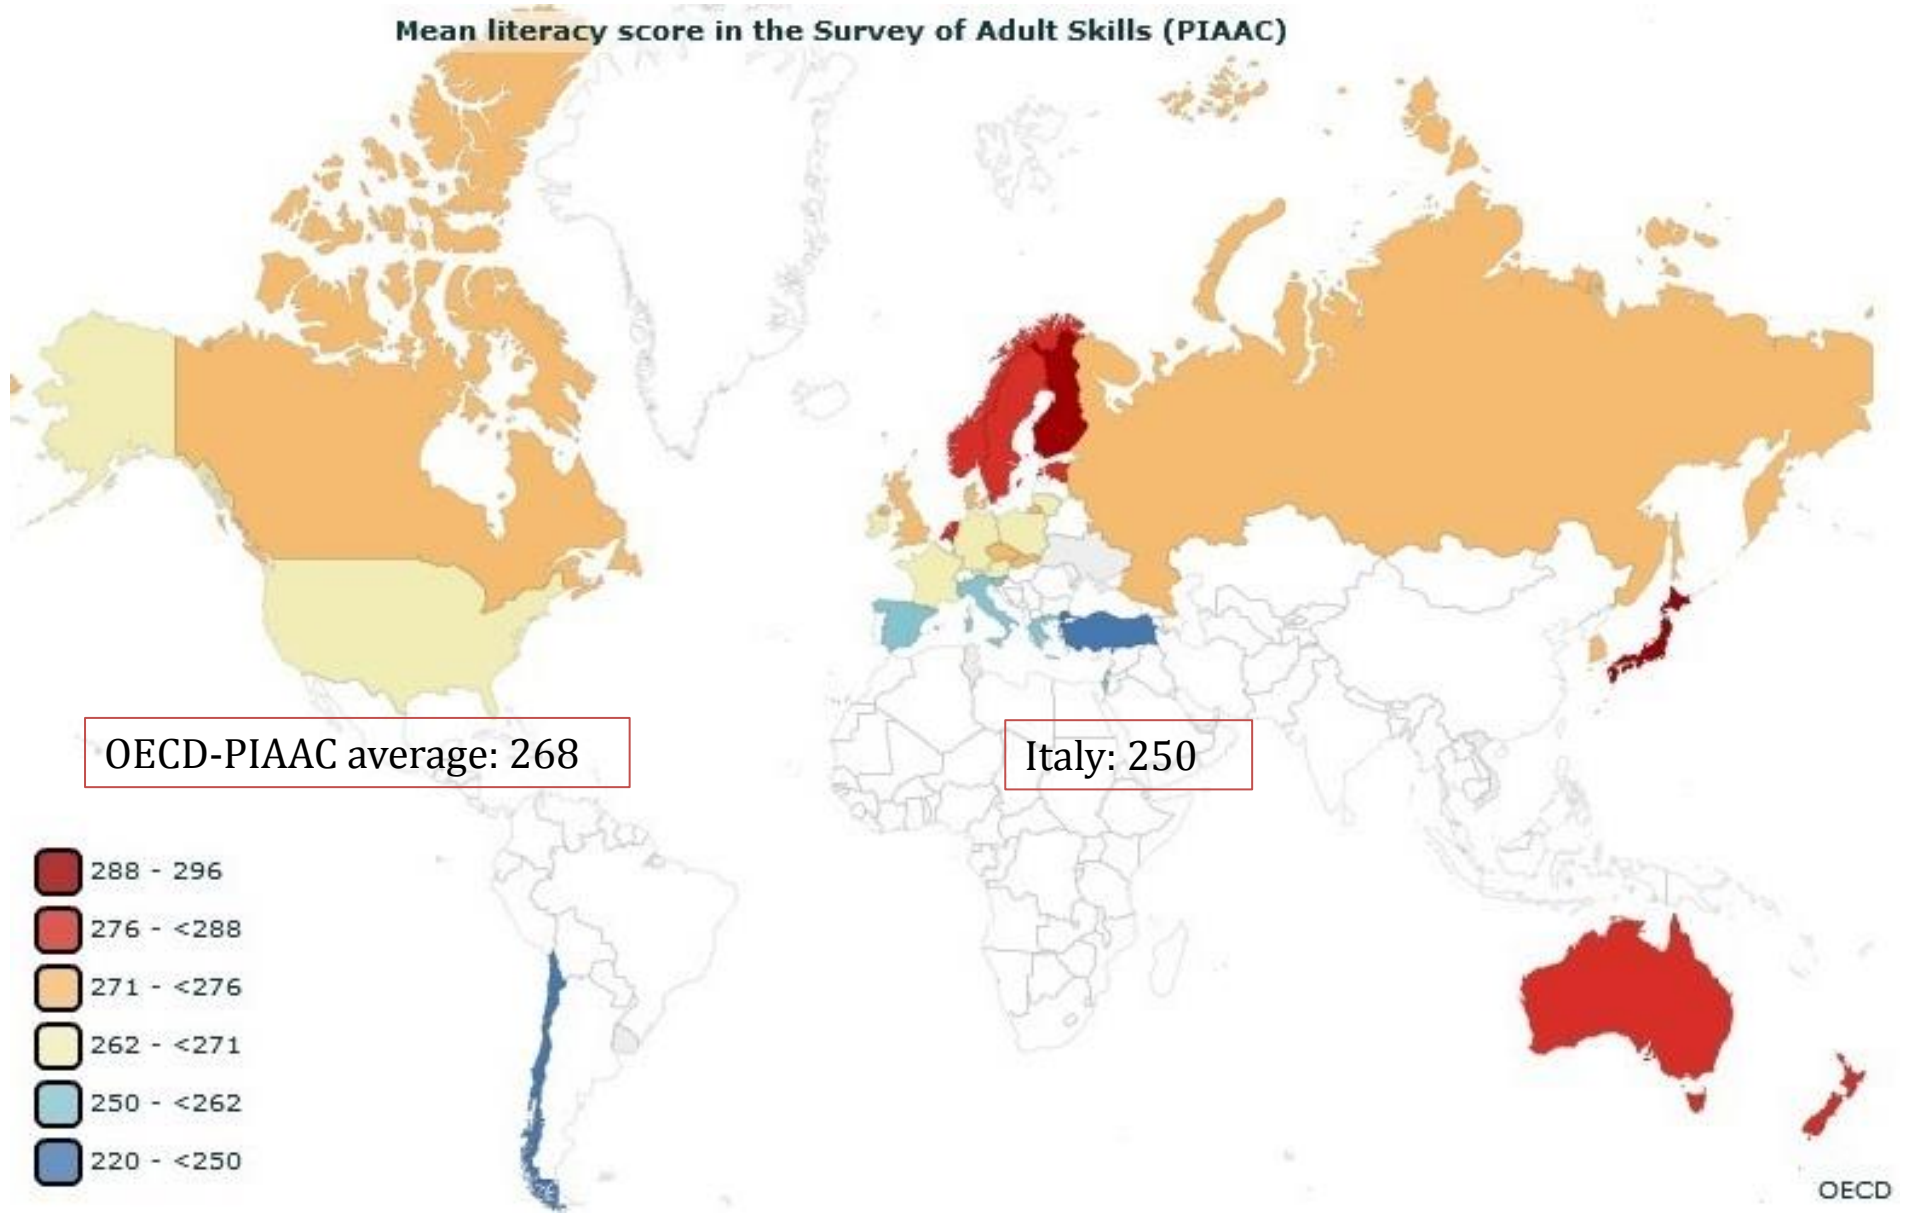 Mean literacy score in the Survey of Adult Skills (PIAAC)
OECD-PIAAC average: 268
Italy: 250
288 - 296
276 - <288
271 - <276
262 - <271
250 - <262
220 - <250
OECD